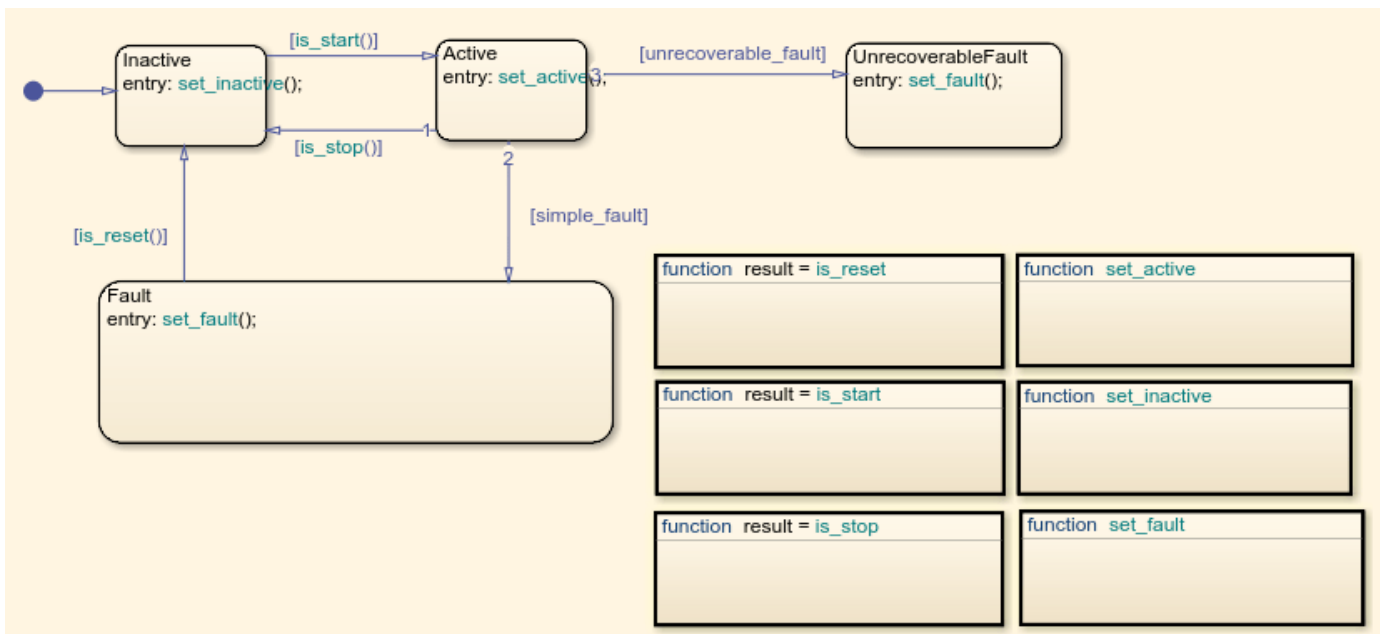 [is_start()]
Inactive
entry: set_inactive();
Active
entry: set_active();
3
[unrecoverable_fault]
UnrecoverableFault
entry: set_fault();
1
[is_stop()]
2
[simple_fault]
[is_reset()]
Fault
entry: set_fault();
function result = is_reset
function set_active
function result = is_start
function set_inactive
function result = is_stop
function set_fault